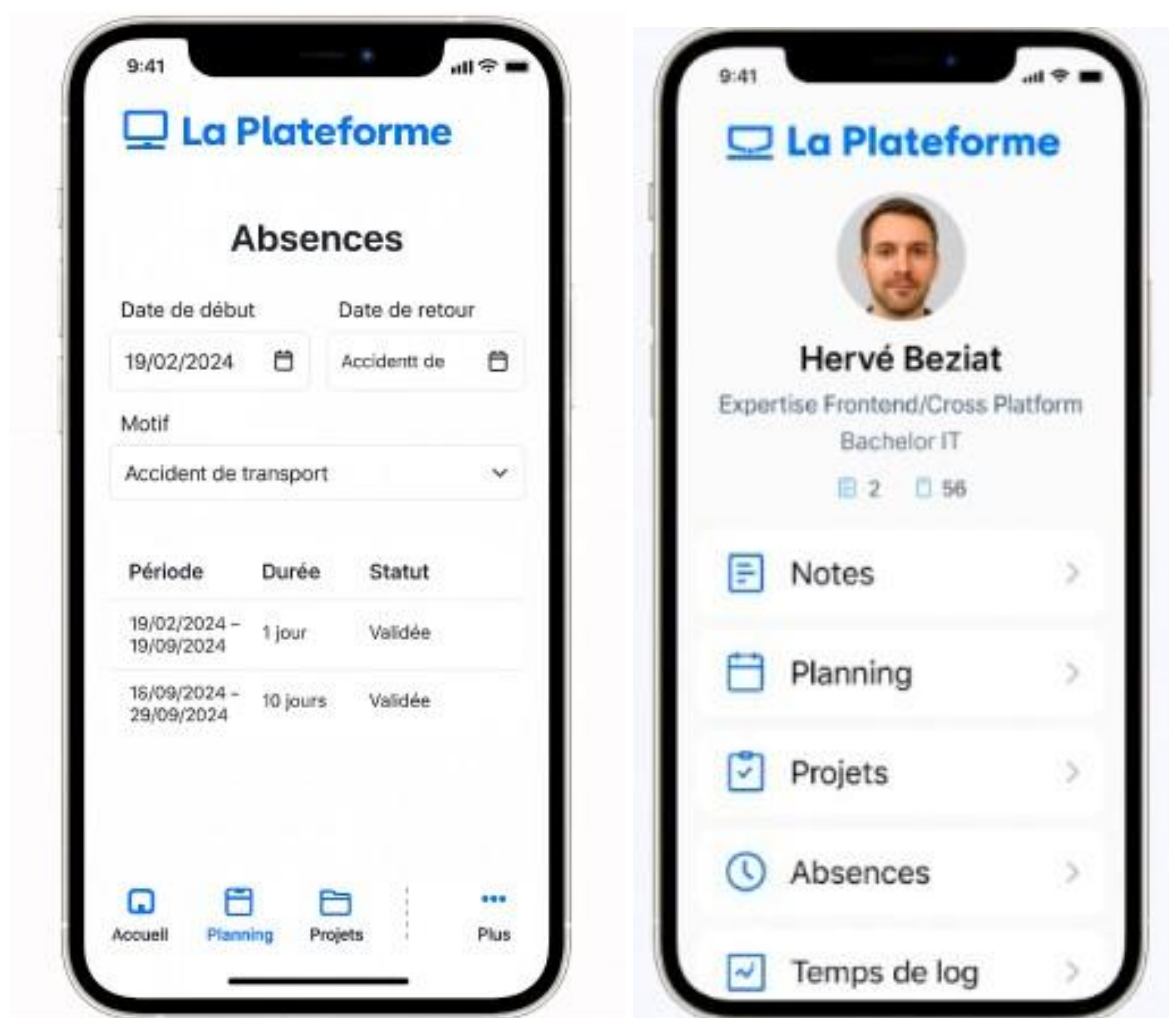 9:41
La Plateforme
Absences
Date de début Date de retour
19/02/2024 Accidentt de
Motif
Accident de transport
Période Durée Statut
19/02/2024 – 1 jour Validée
19/09/2024
16/09/2024 – 10 jours Validée
29/09/2024
Accuell Planning Projets Plus
9:41
La Plateforme
Hervé Beziat
Expertise Frontend/Cross Platform
Bachelor IT
2 56
Notes
Planning
Projets
Absences
Temps de log